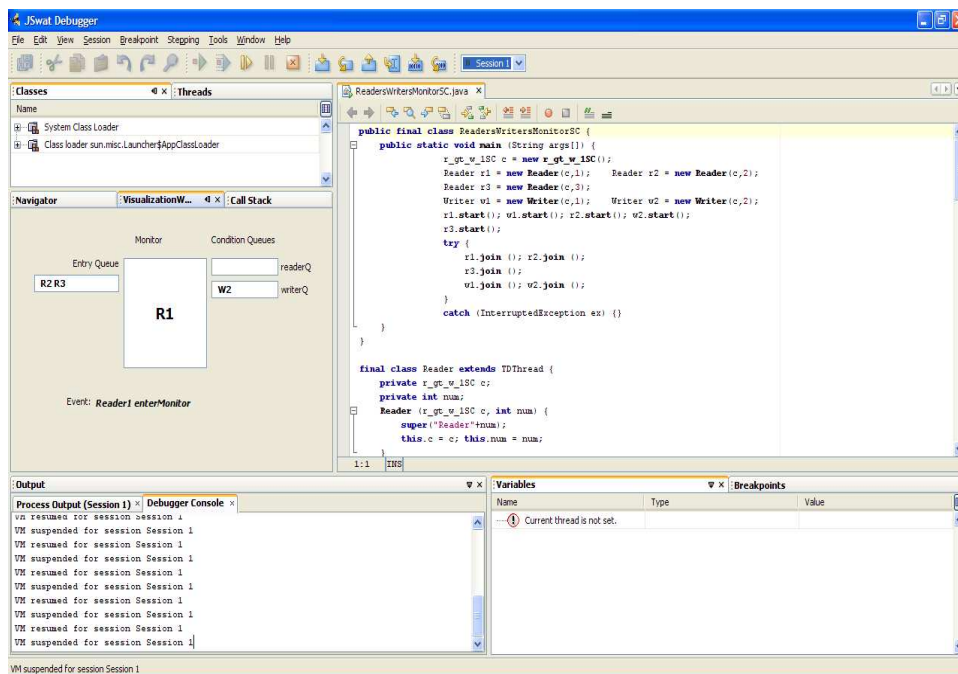 JSwat Debugger
File Edit View Session Breakpoint Stepping Tools Window Help
Session 1
Classes Threads
Name
System Class Loader
Class loader sun.misc.Launcher$AppClassLoader
Navigator VisualizationW... Call Stack
Monitor Condition Queues
Entry Queue
readerQ
R2 R3
W2 writerQ
R1
Event: Reader1 enterMonitor
ReadersWritersMonitorSC.java
public final class ReadersWritersMonitorSC {
public static void main (String args[]) {
r_gt_w_1SC c = new r_gt_w_1SC();
Reader r1 = new Reader(c,1); Reader r2 = new Reader(c,2);
Reader r3 = new Reader(c,3);
Writer w1 = new Writer(c,1); Writer w2 = new Writer(c,2);
r1.start(); w1.start(); r2.start(); w2.start();
r3.start();
try {
r1.join (); r2.join ();
r3.join ();
w1.join (); w2.join ();
}
catch (InterruptedException ex) {}
}
}
final class Reader extends TDThread {
private r_gt_w_1SC c;
private int num;
Reader (r_gt_w_1SC c, int num) {
super("Reader"+num);
this.c = c; this.num = num;
}
1:1 INS
Output
Process Output (Session 1) Debugger Console
VM resumed for session Session 1
VM suspended for session Session 1
VM resumed for session Session 1
VM suspended for session Session 1
VM resumed for session Session 1
VM suspended for session Session 1
VM resumed for session Session 1
VM suspended for session Session 1
VM resumed for session Session 1
VM suspended for session Session 1
Variables Breakpoints
Name Type Value
Current thread is not set.
VM suspended for session Session 1